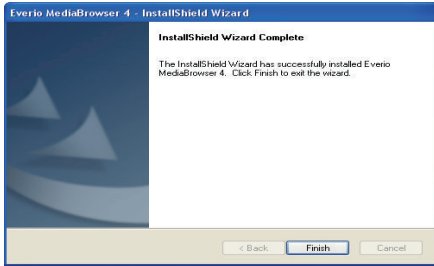 Everio MediaBrowser 4 - InstallShield Wizard
InstallShield Wizard Complete
The InstallShield Wizard has successfully installed Everio
MediaBrowser 4. Click Finish to exit the wizard.
< Back Finish Cancel